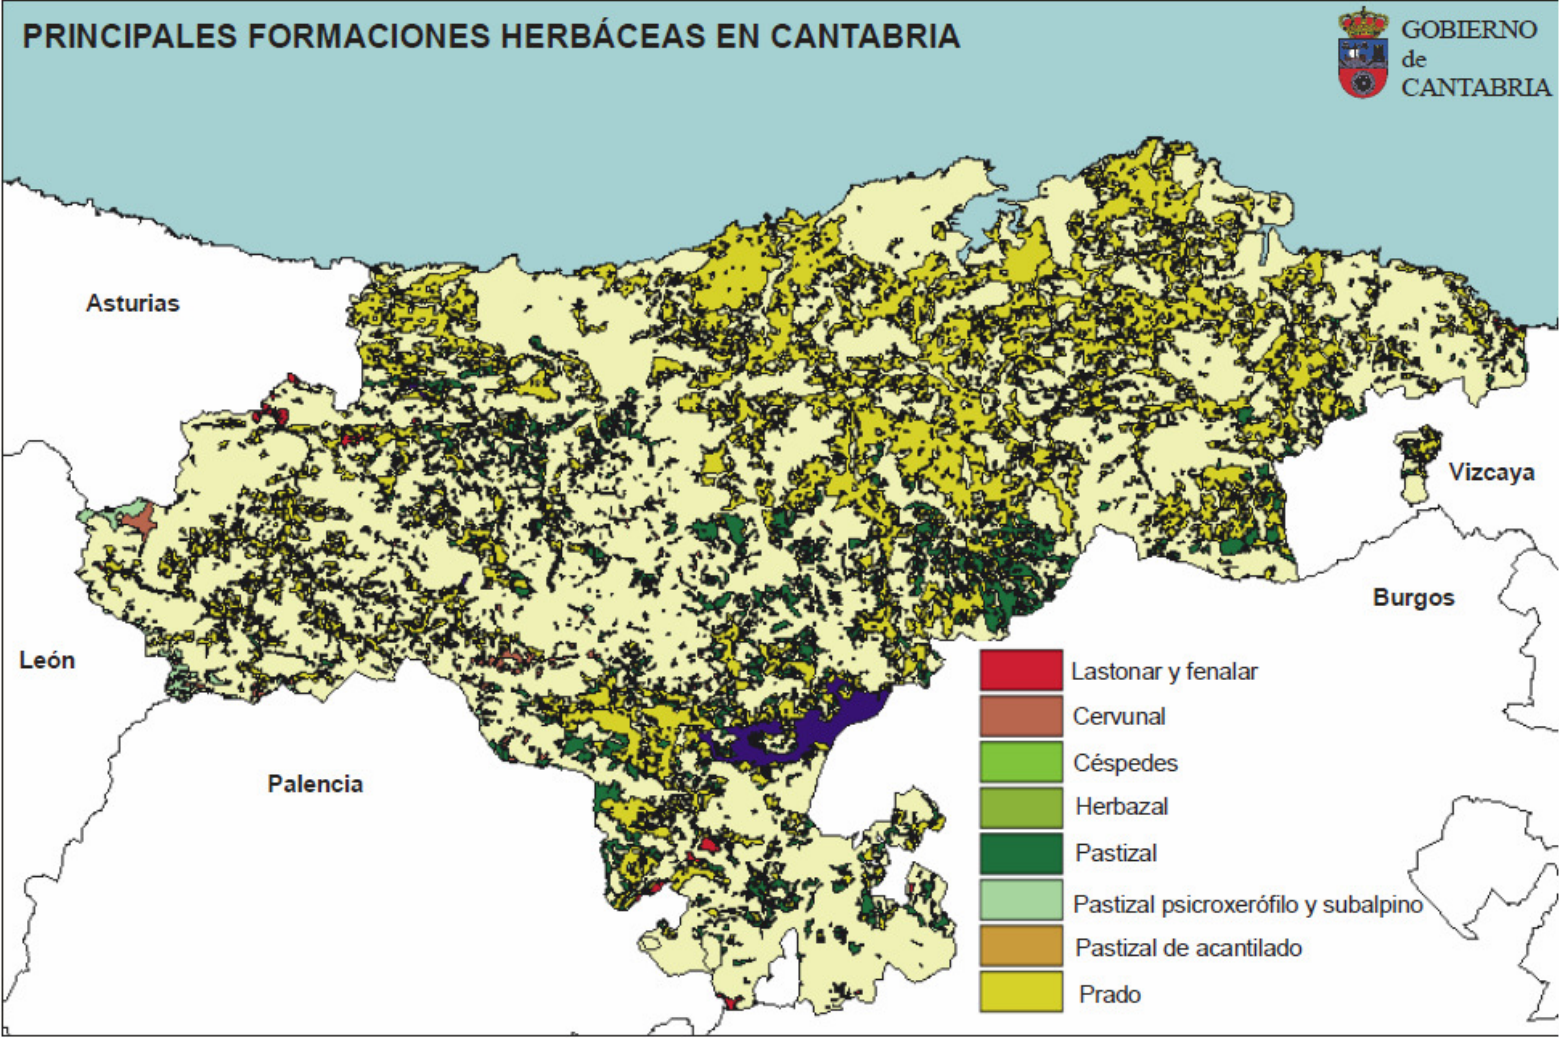 PRINCIPALES FORMACIONES HERBÁCEAS EN CANTABRIA
GOBIERNO
de
CANTABRIA
Asturias
Vizcaya
Burgos
León
Palencia
Lastonar y fenalar
Cervunal
Céspedes
Herbazal
Pastizal
Pastizal psicroxerófilo y subalpino
Pastizal de acantilado
Prado